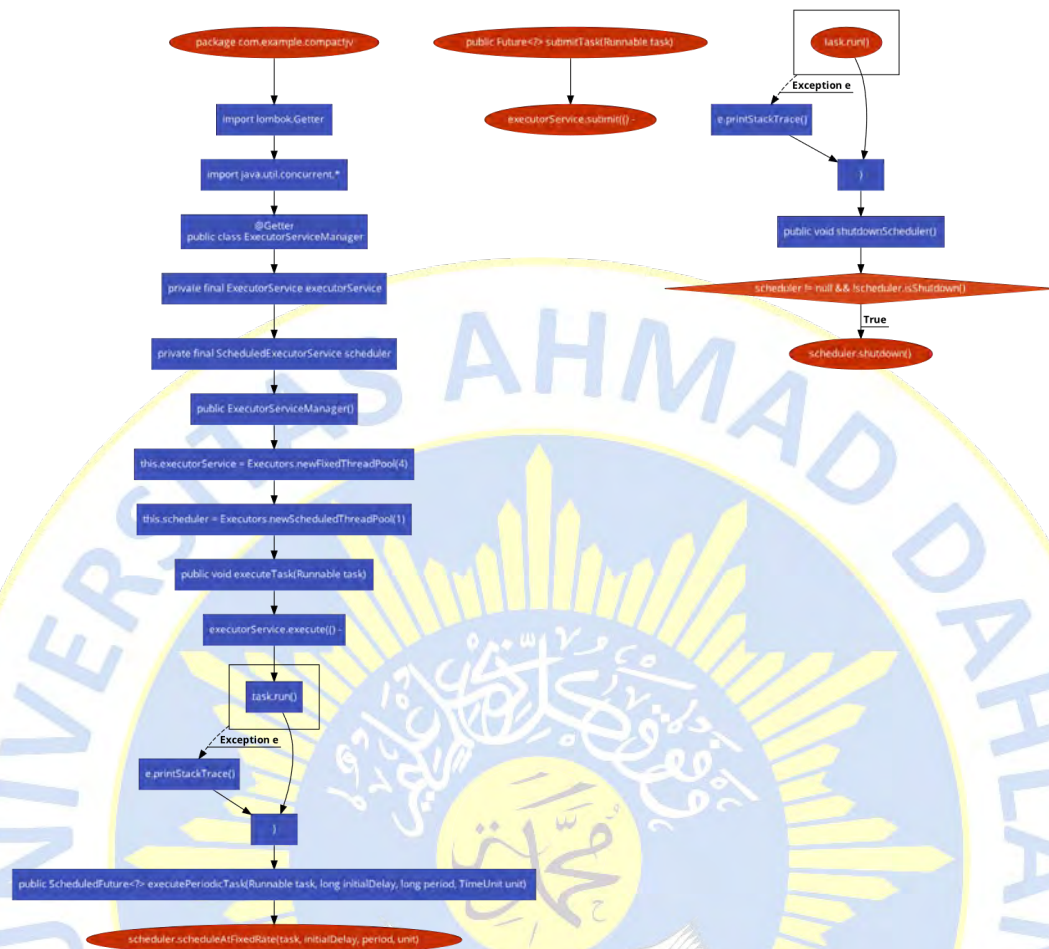 package com.example.compactjv
import lombok.Getter
import java.util.concurrent.*
@Getter
public class ExecutorServiceManager
private final ExecutorService executorService
private final ScheduledExecutorService scheduler
public ExecutorServiceManager()
this.executorService = Executors.newFixedThreadPool(4)
this.scheduler = Executors.newScheduledThreadPool(1)
public void executeTask(Runnable task)
executorService.execute(() -
task.run()
Exception e
e.printStackTrace()
)
public ScheduledFuture<?> executePeriodicTask(Runnable task, long initialDelay, long period, TimeUnit unit)
scheduler.scheduleAtFixedRate(task, initialDelay, period, unit)
public Future<?> submitTask(Runnable task)
executorService.submit(() -
task.run()
Exception e
e.printStackTrace()
)
public void shutdownScheduler()
scheduler != null && !scheduler.isShutdown()
True
scheduler.shutdown()
UNIVERSITAS AHMAD DAHLAN